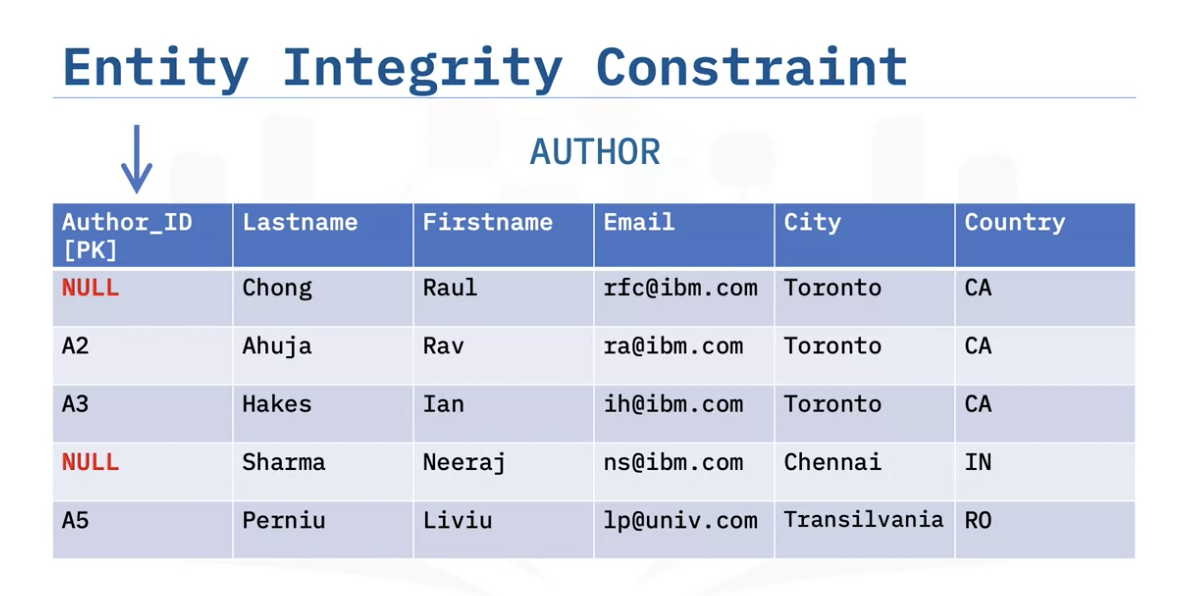 Entity Integrity Constraint
AUTHOR
Author_ID Lastname Firstname Email City Country
[PK]
NULL Chong Raul rfc@ibm.com Toronto CA
A2 Ahuja Rav ra@ibm.com Toronto CA
A3 Hakes Ian ih@ibm.com Toronto CA
NULL Sharma Neeraj ns@ibm.com Chennai IN
A5 Perniu Liviu lp@univ.com Transilvania RO